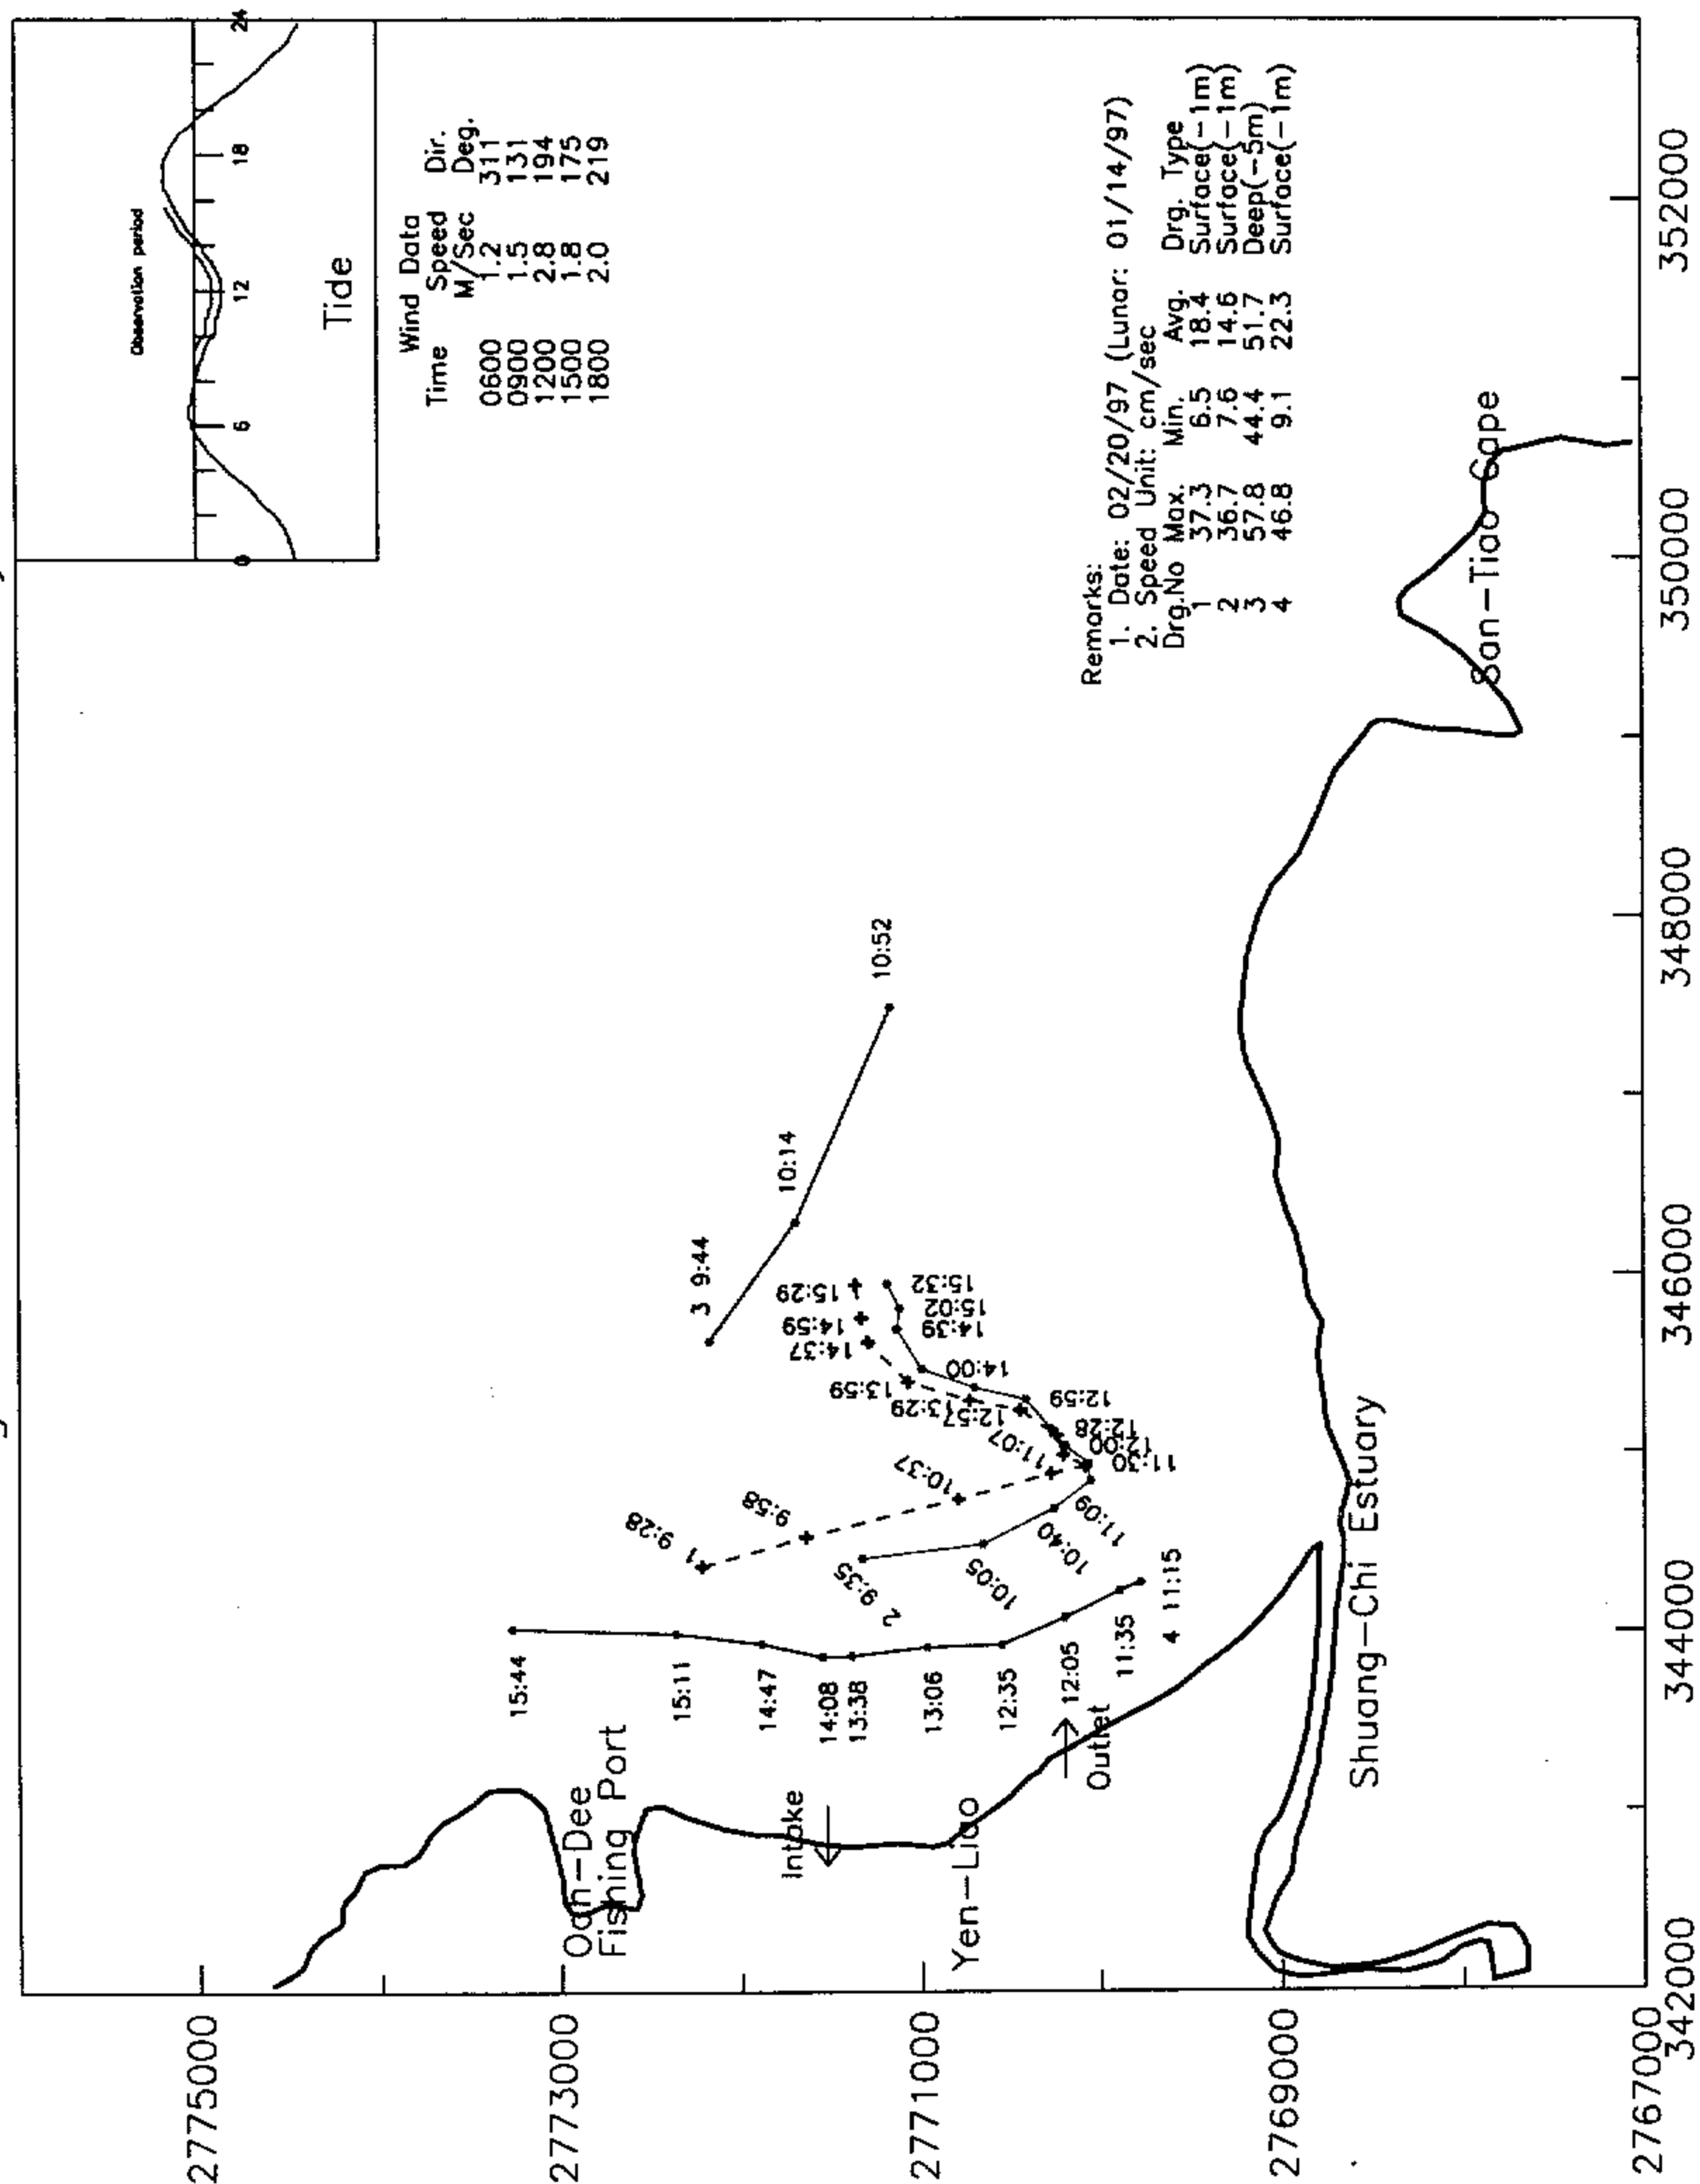 Observation period
0 6 12 18 24
Tide
Wind Data
Time Speed Dir.
M/Sec Deg.
0600 1.2 311
0900 1.5 131
1200 2.8 194
1500 1.8 175
1800 2.0 219
Remarks:
1. Date: 02/20/97 (Lunar: 01/14/97)
2. Speed Unit: cm/sec
Drg.No Max. Min. Avg. Drg. Type
1 37.3 6.5 18.4 Surface(-1m)
2 36.7 7.6 14.6 Surface(-1m)
3 57.8 44.4 51.7 Deep(-5m)
4 46.8 9.1 22.3 Surface(-1m)
3 9:44
10:14
10:52
1 9:28
9:58
10:37
11:07
12:57
13:29
13:59
14:37
14:59
15:29
2 9:35
10:05
10:40
11:09
11:30
12:00
12:28
12:59
14:00
14:39
15:02
15:32
15:44
15:11
14:47
14:08
13:38
13:06
12:35
12:05
11:35
4 11:15
Fishing Port
Intake
Yen-Liao
Outlet
Shuang-Chi Estuary
San-Tiao Cape
2775000
2773000
2771000
2769000
2767000
342000 344000 346000 348000 350000 352000